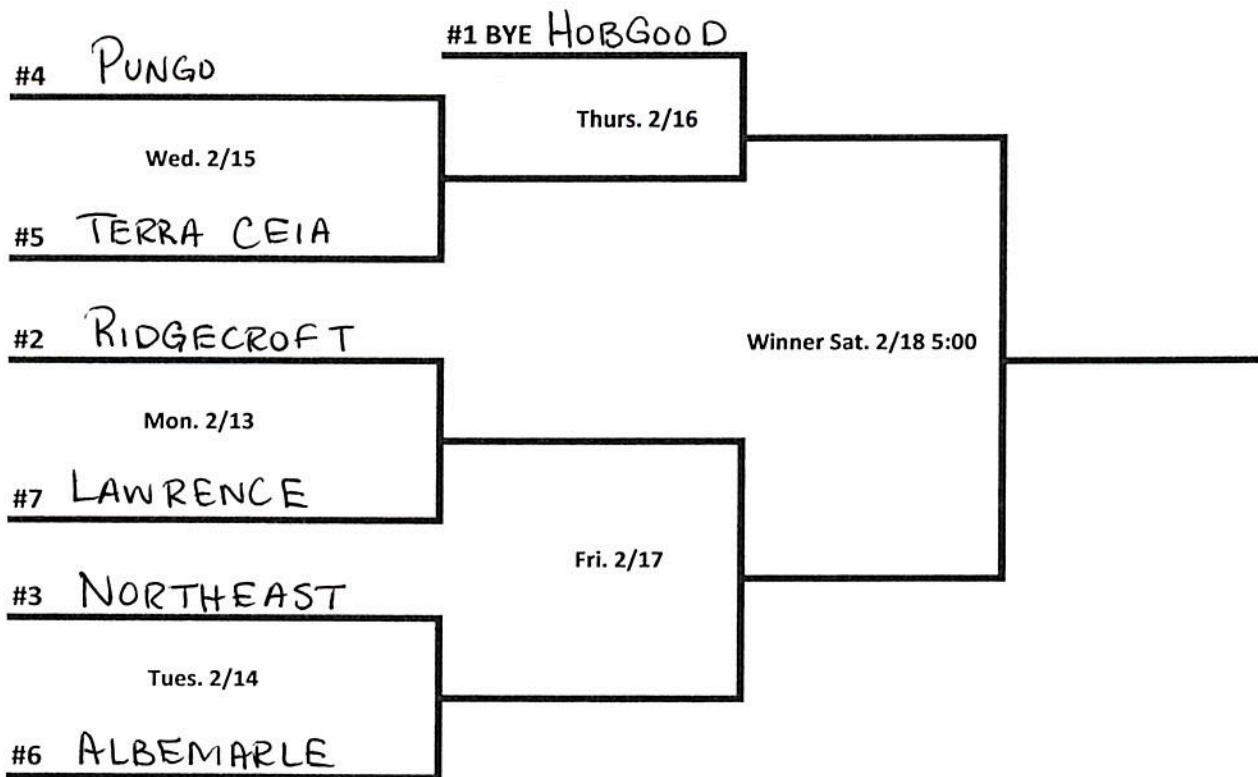 #1 BYE HOBGOOD
#4 PUNGO
Thurs. 2/16
Wed. 2/15
#5 TERRA CEIA
#2 RIDGECROFT
Winner Sat. 2/18 5:00
Mon. 2/13
#7 LAWRENCE
Fri. 2/17
#3 NORTHEAST
Tues. 2/14
#6 ALBEMARLE